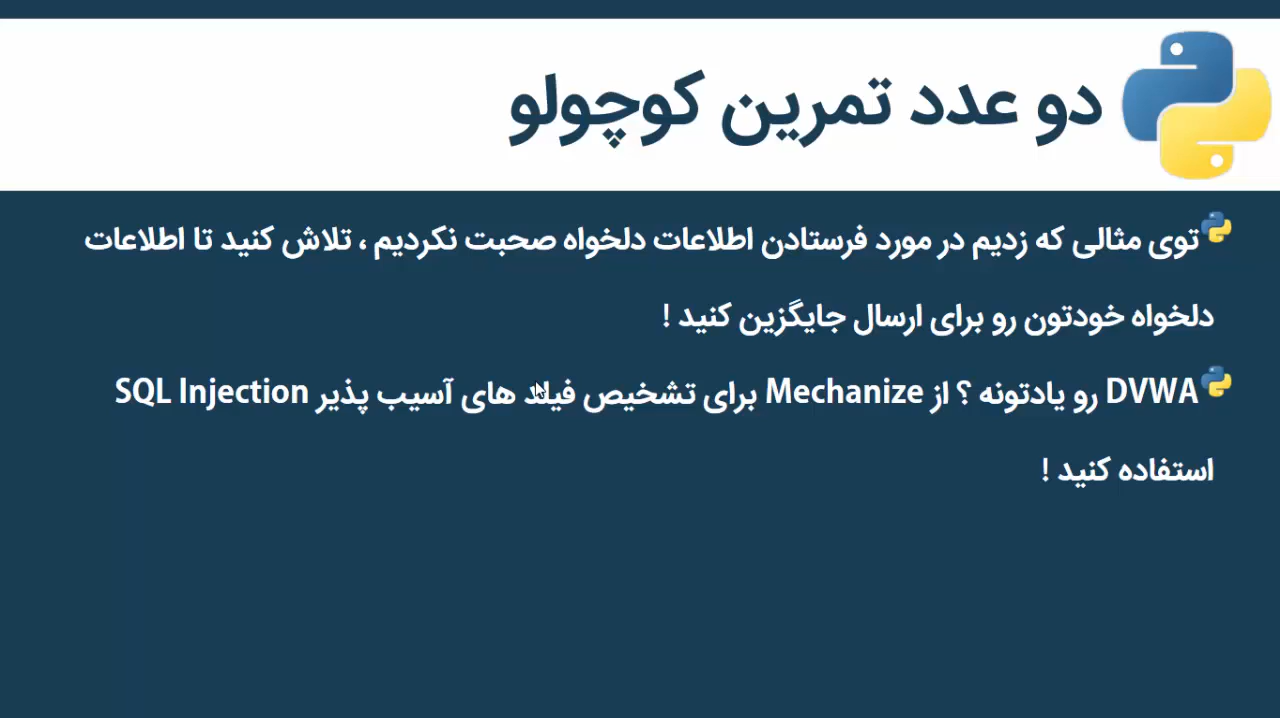 دو عدد تمرین کوچولو
توی مثالی که زدیم در مورد فرستادن اطلاعات دلخواه صحبت نکردیم ، تلاش کنید تا اطلاعات
دلخواه خودتون رو برای ارسال جایگزین کنید !
DVWA رو یادتونه ؟ از Mechanize برای تشخیص فیلد های آسیب پذیر SQL Injection
استفاده کنید !